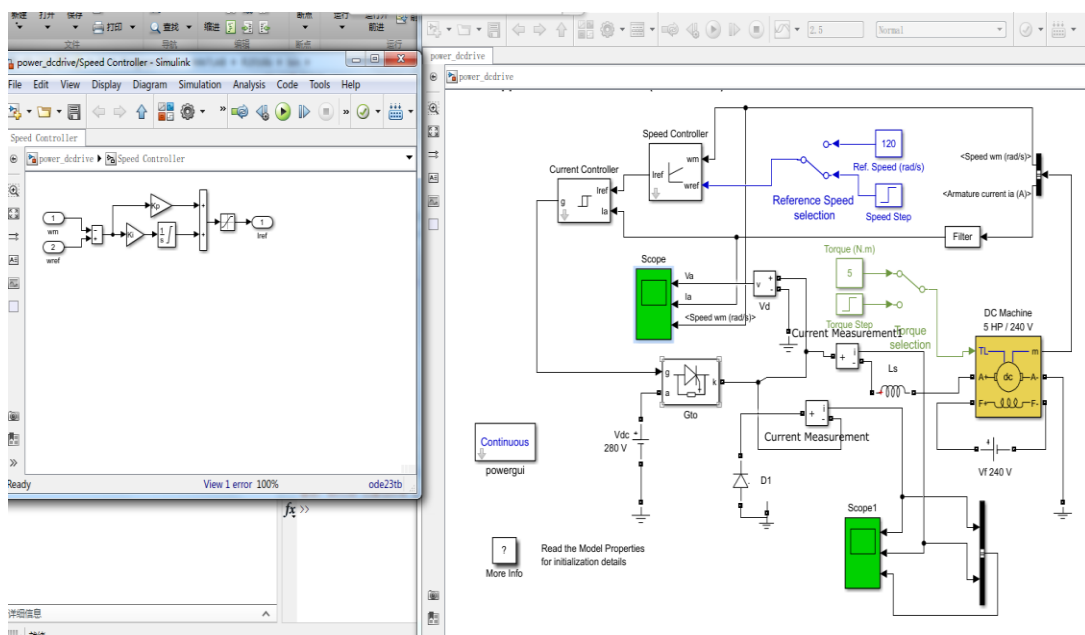 新建 打开 保存
打印
查找
缩进
断点
运行
运行并
前进
文件
导航
编辑
断点
运行
power_dcdrive/Speed Controller - Simulink
File Edit View Display Diagram Simulation Analysis Code Tools Help
»
»
Speed Controller
power_dcdrive Speed Controller
1
wm
2
wref
Kp
Ki
1
s
1
Iref
»
Ready
View 1 error 100%
ode23tb
fx >>
详细信息
2.5
Normal
power_dcdrive
power_dcdrive
Speed Controller
wm
Iref
wref
Current Controller
Iref
g
Ia
120
Ref. Speed (rad/s)
Reference Speed
selection
Speed Step
<Speed wm (rad/s)>
<Armature current ia (A)>
Filter
Scope
Va
Ia
<Speed wm (rad/s)>
v
Vd
Torque (N.m)
5
Torque Step
Torque
selection
Current Measurement1
i
Ls
DC Machine
5 HP / 240 V
TL m
A+ dc A-
F+ F-
Vf 240 V
g
a k
Gto
Vdc
280 V
i
Current Measurement
D1
Continuous
powergui
Scope1
?
More Info
Read the Model Properties
for initialization details